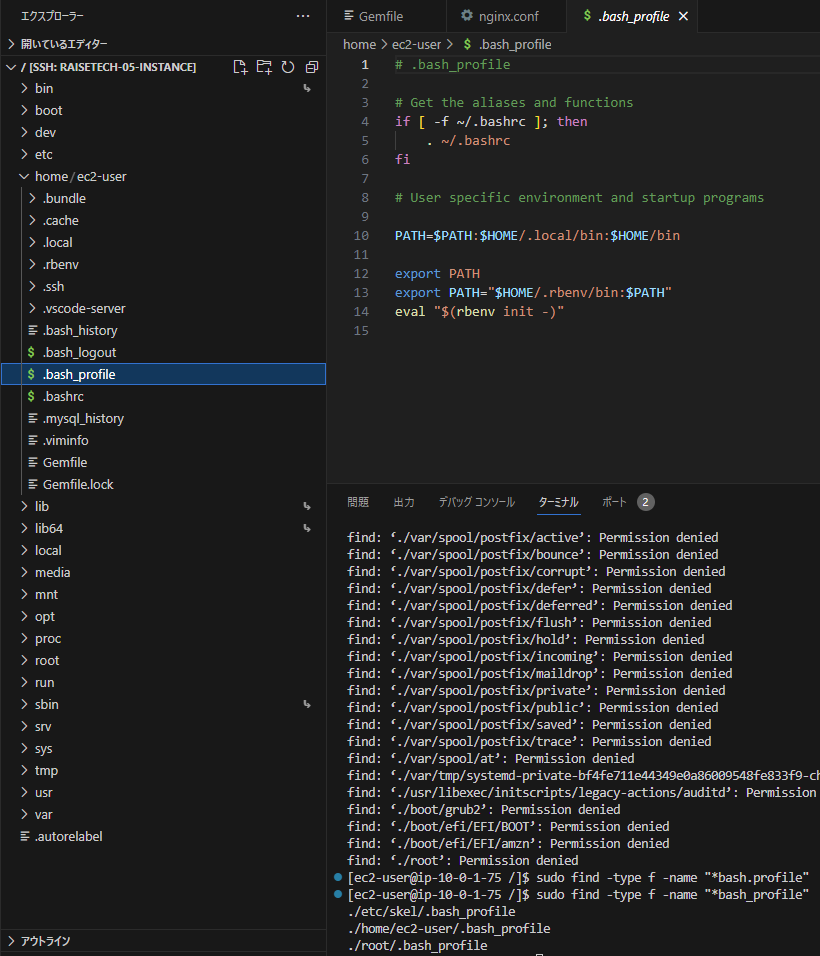 エクスプローラー
···
開いているエディター
/ [SSH: RAISETECH-05-INSTANCE]
bin
boot
dev
etc
home/ec2-user
.bundle
.cache
.local
.rbenv
.ssh
.vscode-server
.bash_history
$ .bash_logout
$ .bash_profile
$ .bashrc
.mysql_history
.viminfo
Gemfile
Gemfile.lock
lib
lib64
local
media
mnt
opt
proc
root
run
sbin
srv
sys
tmp
usr
var
.autorelabel
アウトライン
Gemfile
nginx.conf
$ .bash_profile
home > ec2-user > $ .bash_profile
1 # .bash_profile
2
3 # Get the aliases and functions
4 if [ -f ~/.bashrc ]; then
5 . ~/.bashrc
6 fi
7
8 # User specific environment and startup programs
9
10 PATH=$PATH:$HOME/.local/bin:$HOME/bin
11
12 export PATH
13 export PATH="$HOME/.rbenv/bin:$PATH"
14 eval "$(rbenv init -)"
15
問題 出力 デバッグ コンソール ターミナル ポート 2
find: ‘./var/spool/postfix/active’: Permission denied
find: ‘./var/spool/postfix/bounce’: Permission denied
find: ‘./var/spool/postfix/corrupt’: Permission denied
find: ‘./var/spool/postfix/defer’: Permission denied
find: ‘./var/spool/postfix/deferred’: Permission denied
find: ‘./var/spool/postfix/flush’: Permission denied
find: ‘./var/spool/postfix/hold’: Permission denied
find: ‘./var/spool/postfix/incoming’: Permission denied
find: ‘./var/spool/postfix/maildrop’: Permission denied
find: ‘./var/spool/postfix/private’: Permission denied
find: ‘./var/spool/postfix/public’: Permission denied
find: ‘./var/spool/postfix/saved’: Permission denied
find: ‘./var/spool/postfix/trace’: Permission denied
find: ‘./var/spool/at’: Permission denied
find: ‘./var/tmp/systemd-private-bf4fe711e44349e0a86009548fe833f9-ch
find: ‘./usr/libexec/initscripts/legacy-actions/auditd’: Permission
find: ‘./boot/grub2’: Permission denied
find: ‘./boot/efi/EFI/BOOT’: Permission denied
find: ‘./boot/efi/EFI/amzn’: Permission denied
find: ‘./root’: Permission denied
[ec2-user@ip-10-0-1-75 /]$ sudo find -type f -name "*bash.profile"
[ec2-user@ip-10-0-1-75 /]$ sudo find -type f -name "*bash_profile"
./etc/skel/.bash_profile
./home/ec2-user/.bash_profile
./root/.bash_profile